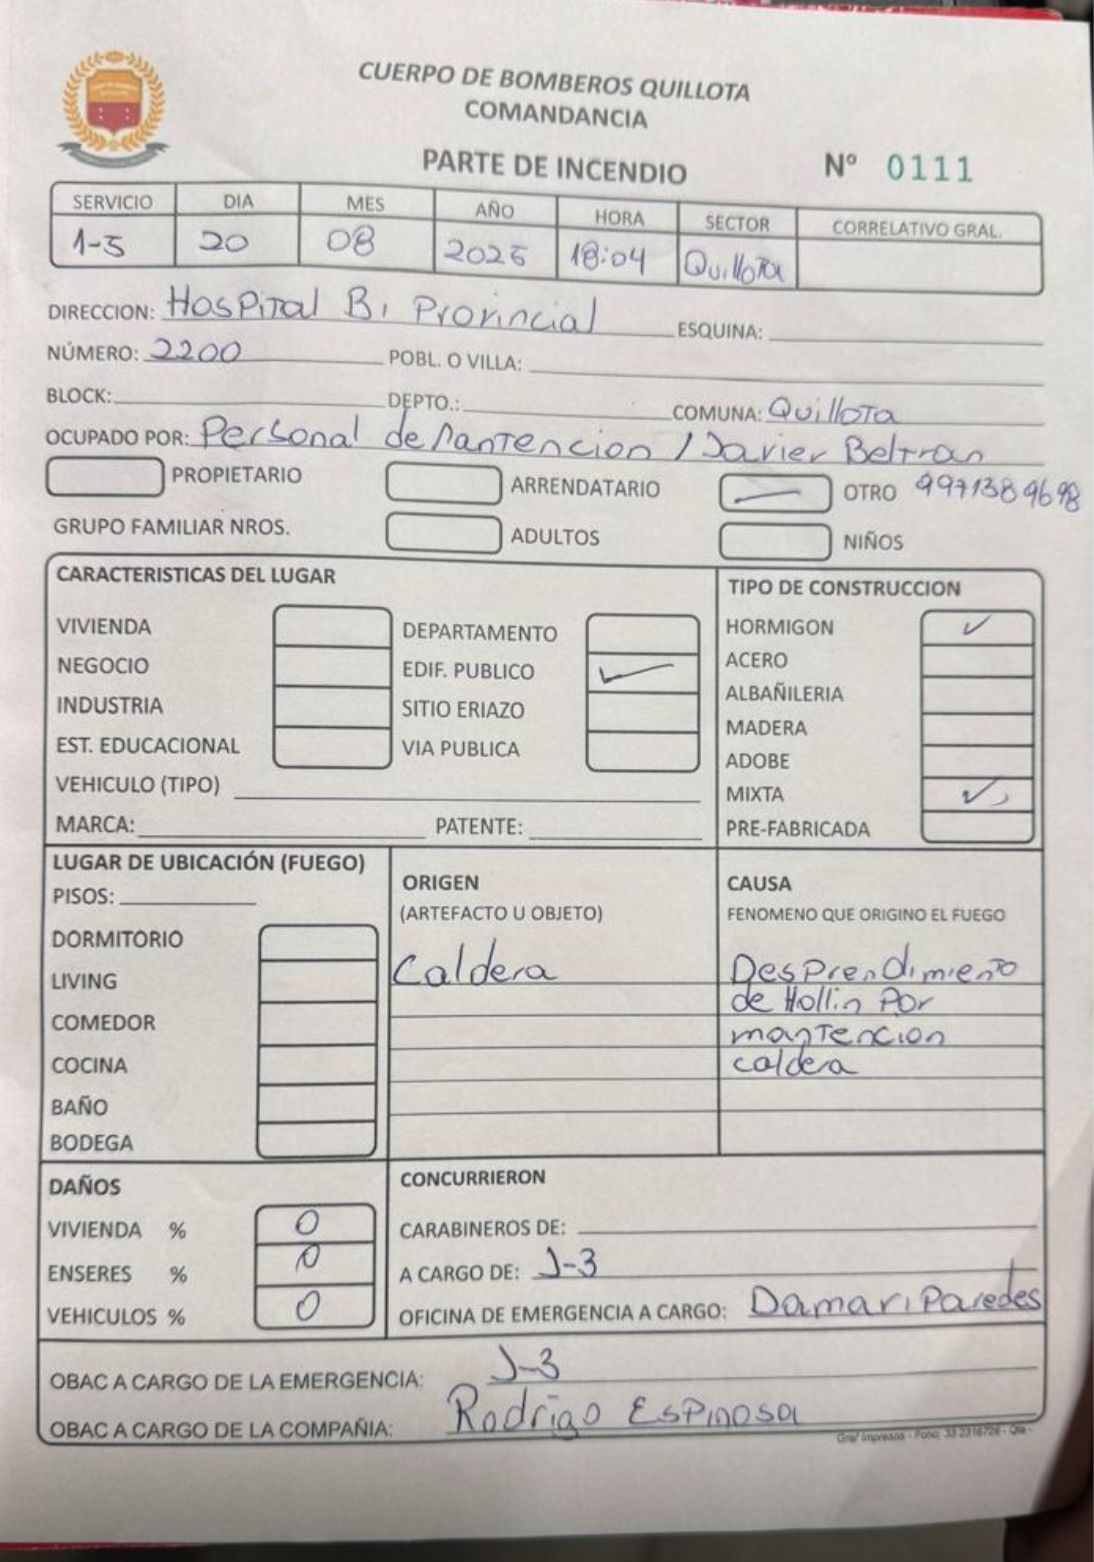 CUERPO DE BOMBEROS QUILLOTA
COMANDANCIA
PARTE DE INCENDIO
Nº 0111
SERVICIO DIA MES AÑO HORA SECTOR CORRELATIVO GRAL.
1-5 20 08 2025 18:04 Quillota
DIRECCION: Hospital B, Provincial ESQUINA:
NÚMERO: 2200 POBL. O VILLA:
BLOCK: DEPTO.: COMUNA: Quillota
OCUPADO POR: Personal de Mantencion / Javier Beltran
PROPIETARIO ARRENDATARIO OTRO
GRUPO FAMILIAR NROS. ADULTOS NIÑOS
CARACTERISTICAS DEL LUGAR
VIVIENDA DEPARTAMENTO
NEGOCIO EDIF. PUBLICO ✓
INDUSTRIA SITIO ERIAZO
EST. EDUCACIONAL VIA PUBLICA
VEHICULO (TIPO)
MARCA: PATENTE:
TIPO DE CONSTRUCCION
HORMIGON ✓
ACERO
ALBAÑILERIA
MADERA
ADOBE
MIXTA ✓
PRE-FABRICADA
LUGAR DE UBICACIÓN (FUEGO)
PISOS:
DORMITORIO
LIVING
COMEDOR
COCINA
BAÑO
BODEGA
ORIGEN
(ARTEFACTO U OBJETO)
Caldera
CAUSA
FENOMENO QUE ORIGINO EL FUEGO
Desprendimiento
de Hollin Por
mantencion
caldera
DAÑOS
VIVIENDA % 0
ENSERES % 0
VEHICULOS % 0
CONCURRIERON
CARABINEROS DE:
A CARGO DE: J-3
OFICINA DE EMERGENCIA A CARGO: Damari Paredes
OBAC A CARGO DE LA EMERGENCIA: J-3
OBAC A CARGO DE LA COMPAÑIA: Rodrigo Espinosa